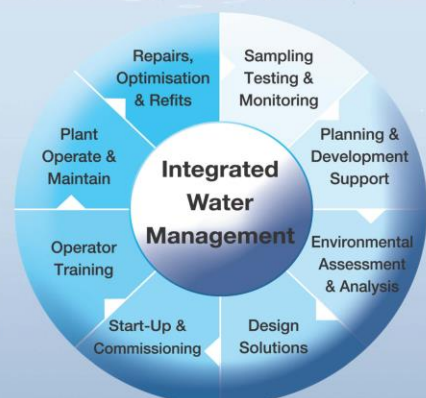 Integrated
Water
Management
Sampling
Testing &
Monitoring
Planning &
Development
Support
Environmental
Assessment
& Analysis
Design
Solutions
Start-Up &
Commissioning
Operator
Training
Plant
Operate &
Maintain
Repairs,
Optimisation
& Refits